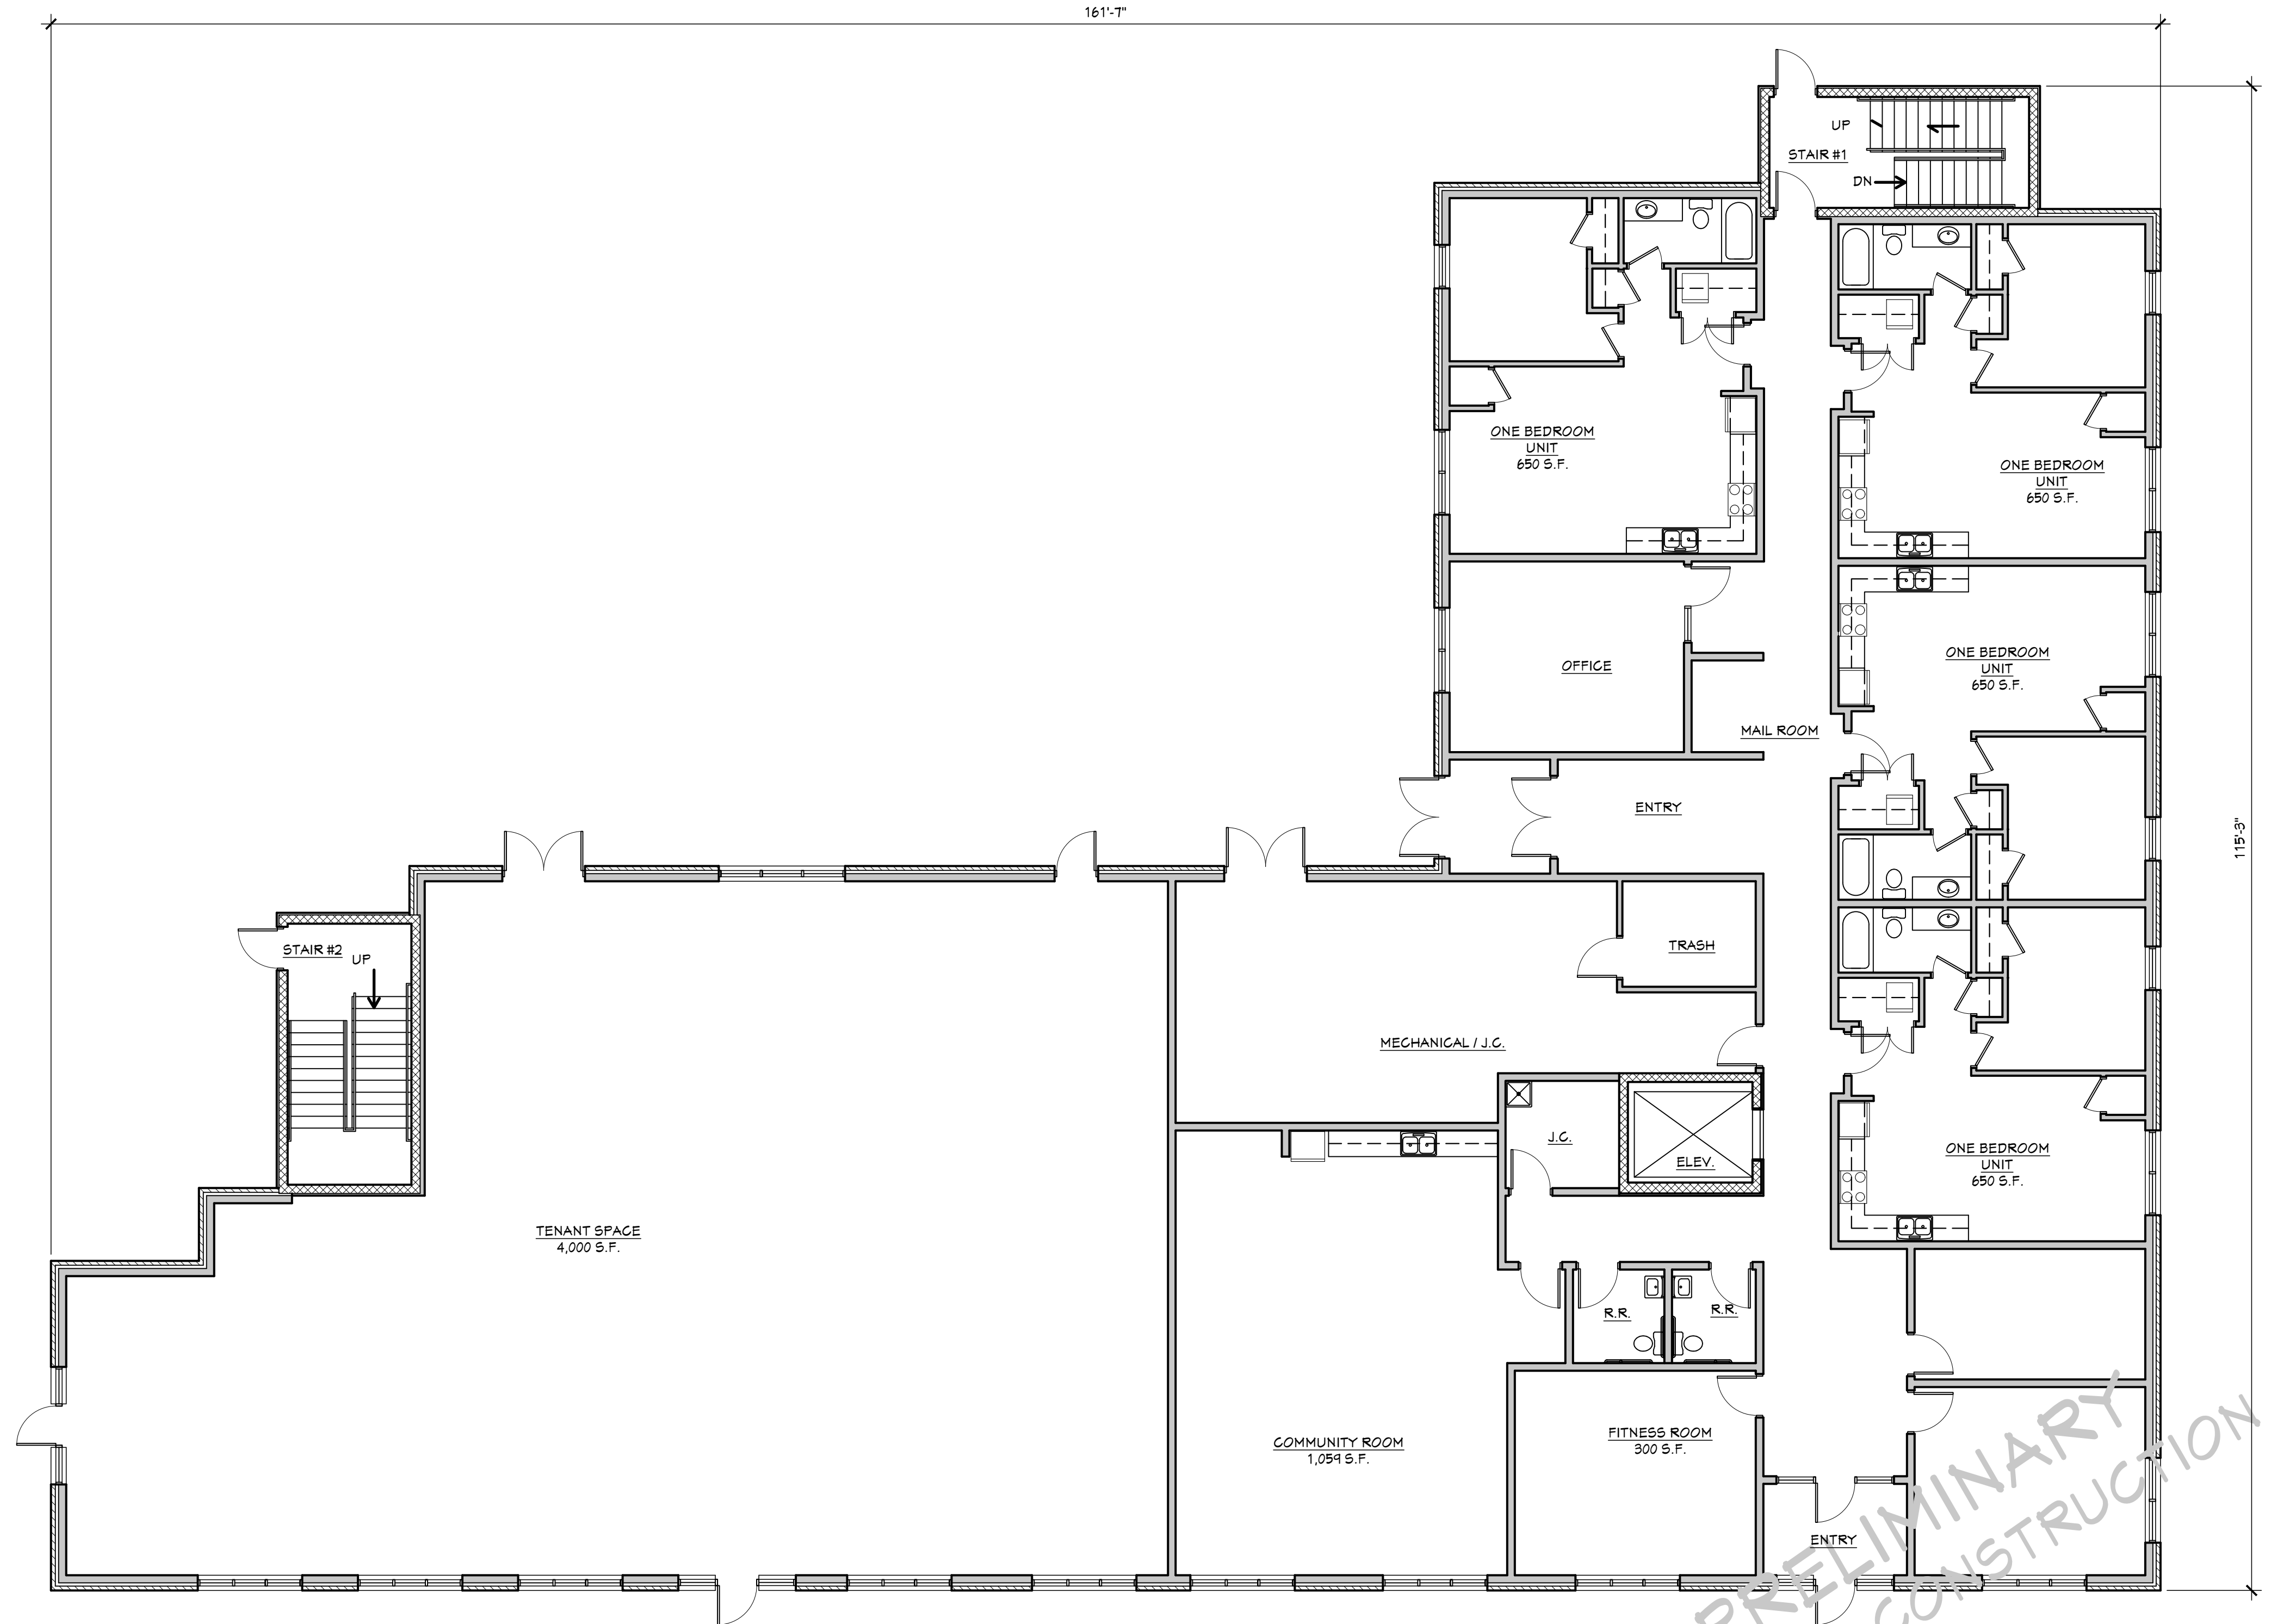 161'-7"
UP
STAIR #1
DN
ONE BEDROOM
UNIT
650 S.F.
ONE BEDROOM
UNIT
650 S.F.
ONE BEDROOM
UNIT
650 S.F.
OFFICE
MAIL ROOM
ENTRY
115'-3"
STAIR #2
UP
TRASH
MECHANICAL / J.C.
J.C.
ELEV.
ONE BEDROOM
UNIT
650 S.F.
TENANT SPACE
4,000 S.F.
R.R.
R.R.
COMMUNITY ROOM
1,059 S.F.
FITNESS ROOM
300 S.F.
ENTRY
PRELIMINARY
CONSTRUCTION